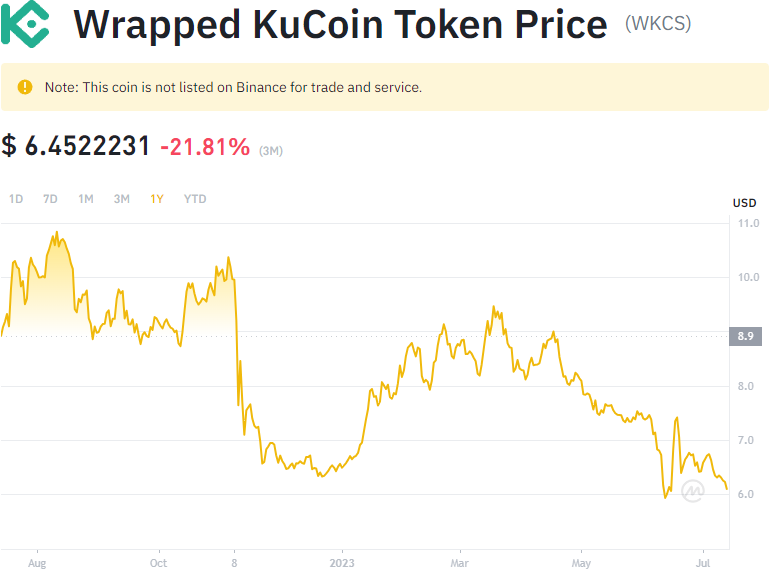 Wrapped KuCoin Token Price (WKCS)
Note: This coin is not listed on Binance for trade and service.
$ 6.4522231 -21.81% (3M)
1D 7D 1M 3M 1Y YTD
USD
11.0
10.0
8.9
8.0
7.0
6.0
Aug Oct 8 2023 Mar May Jul